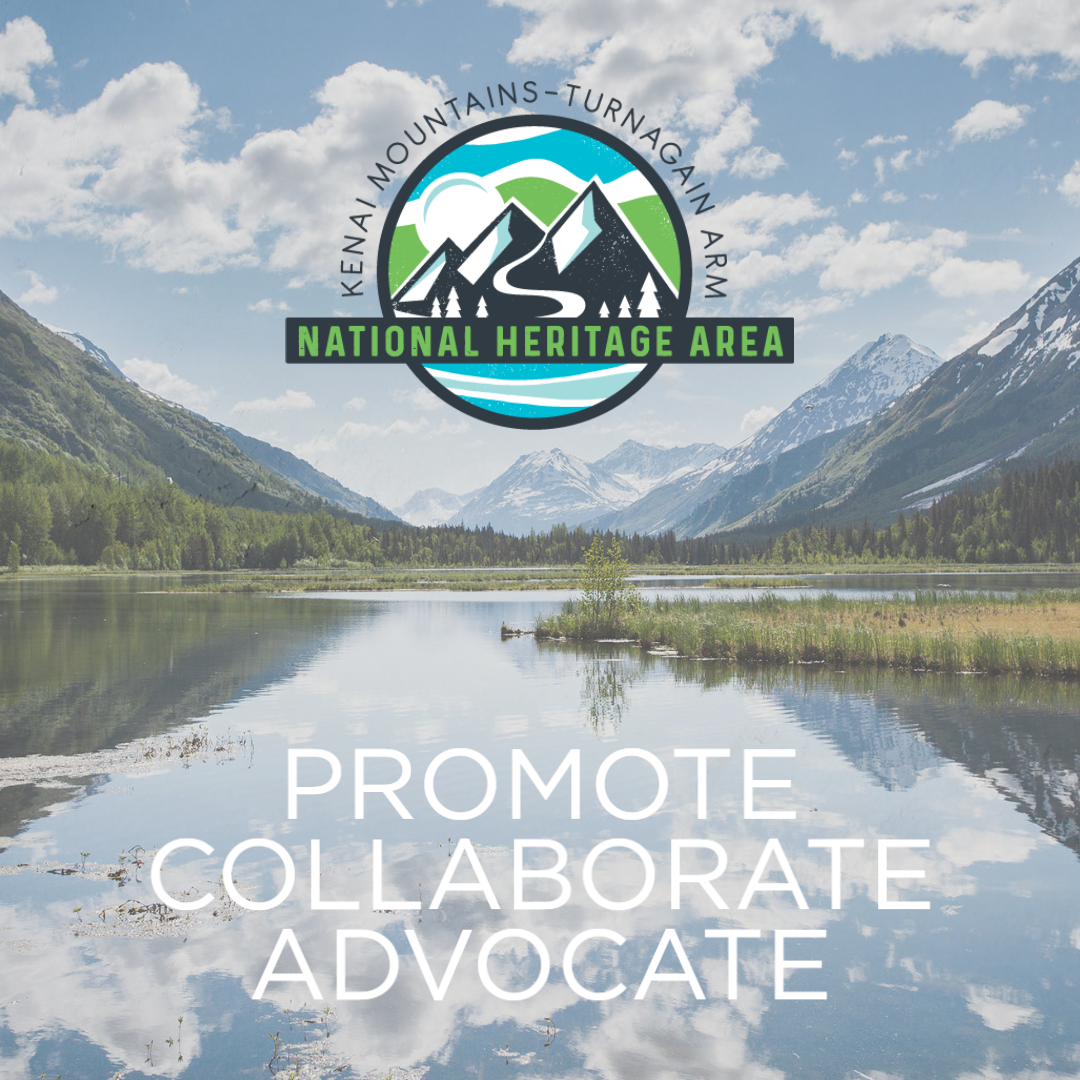 KENAI MOUNTAINS-TURNAGAIN ARM
NATIONAL HERITAGE AREA
PROMOTE
COLLABORATE
ADVOCATE